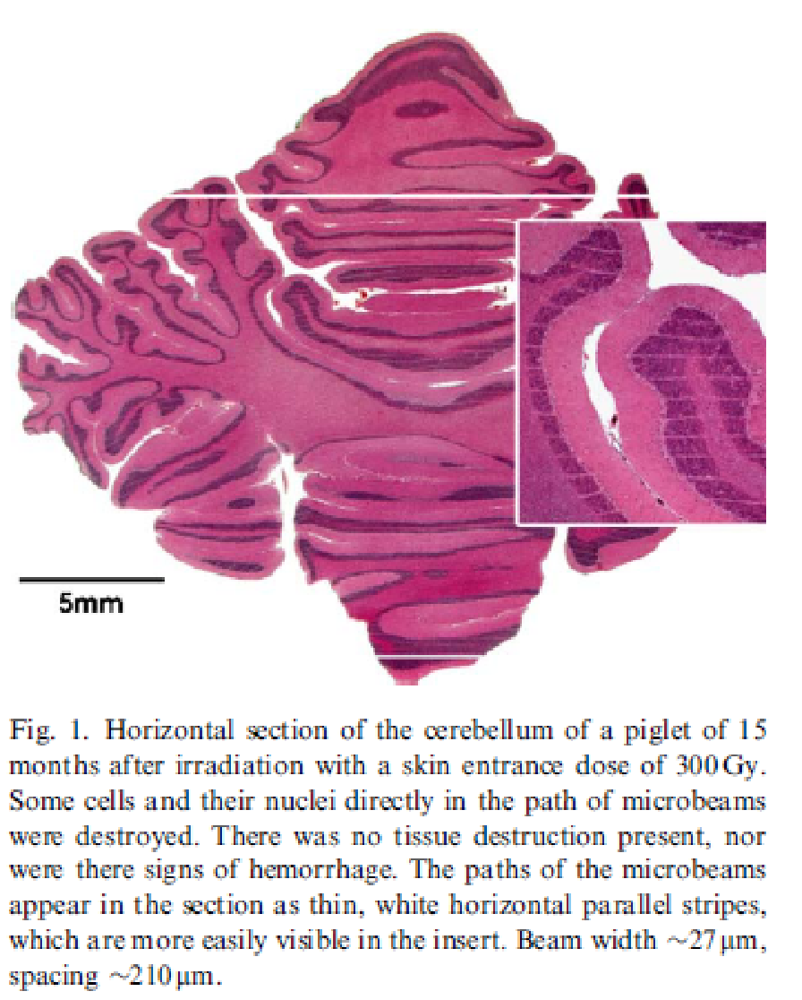 5mm
Fig. 1. Horizontal section of the cerebellum of a piglet of 15
months after irradiation with a skin entrance dose of 300 Gy.
Some cells and their nuclei directly in the path of microbeams
were destroyed. There was no tissue destruction present, nor
were there signs of hemorrhage. The paths of the microbeams
appear in the section as thin, white horizontal parallel stripes,
which are more easily visible in the insert. Beam width ~27 μm,
spacing ~210 μm.